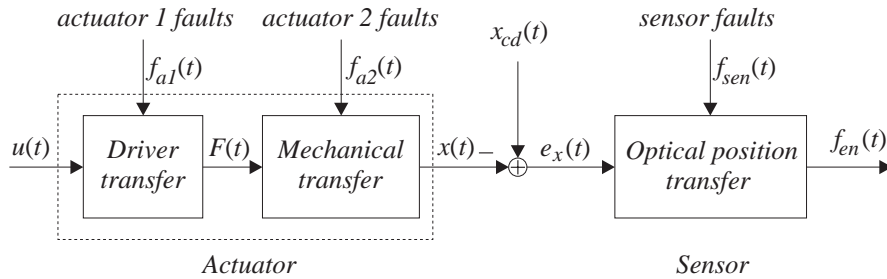 actuator 1 faults
actuator 2 faults
x_cd(t)
sensor faults
f_a1(t)
f_a2(t)
f_sen(t)
u(t)
Driver
transfer
F(t)
Mechanical
transfer
x(t) –
+
e_x(t)
Optical position
transfer
f_en(t)
Actuator
Sensor